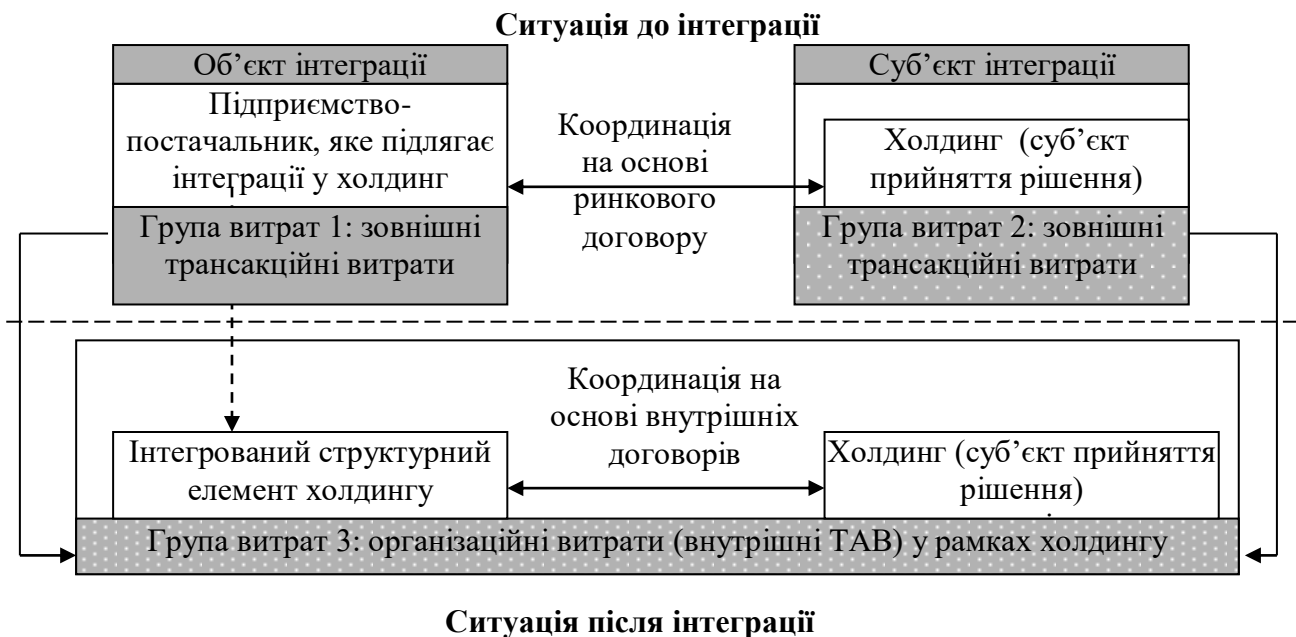 Ситуація до інтеграції
Об’єкт інтеграції
Підприємство-
постачальник, яке підлягає
інтеграції у холдинг
Група витрат 1: зовнішні
трансакційні витрати
Координація
на основі
ринкового
договору
Суб’єкт інтеграції
Холдинг (суб’єкт
прийняття рішення)
Група витрат 2: зовнішні
трансакційні витрати
Інтегрований структурний
елемент холдингу
Координація на
основі внутрішніх
договорів
Холдинг (суб’єкт прийняття
рішення)
Група витрат 3: організаційні витрати (внутрішні ТАВ) у рамках холдингу
Ситуація після інтеграції